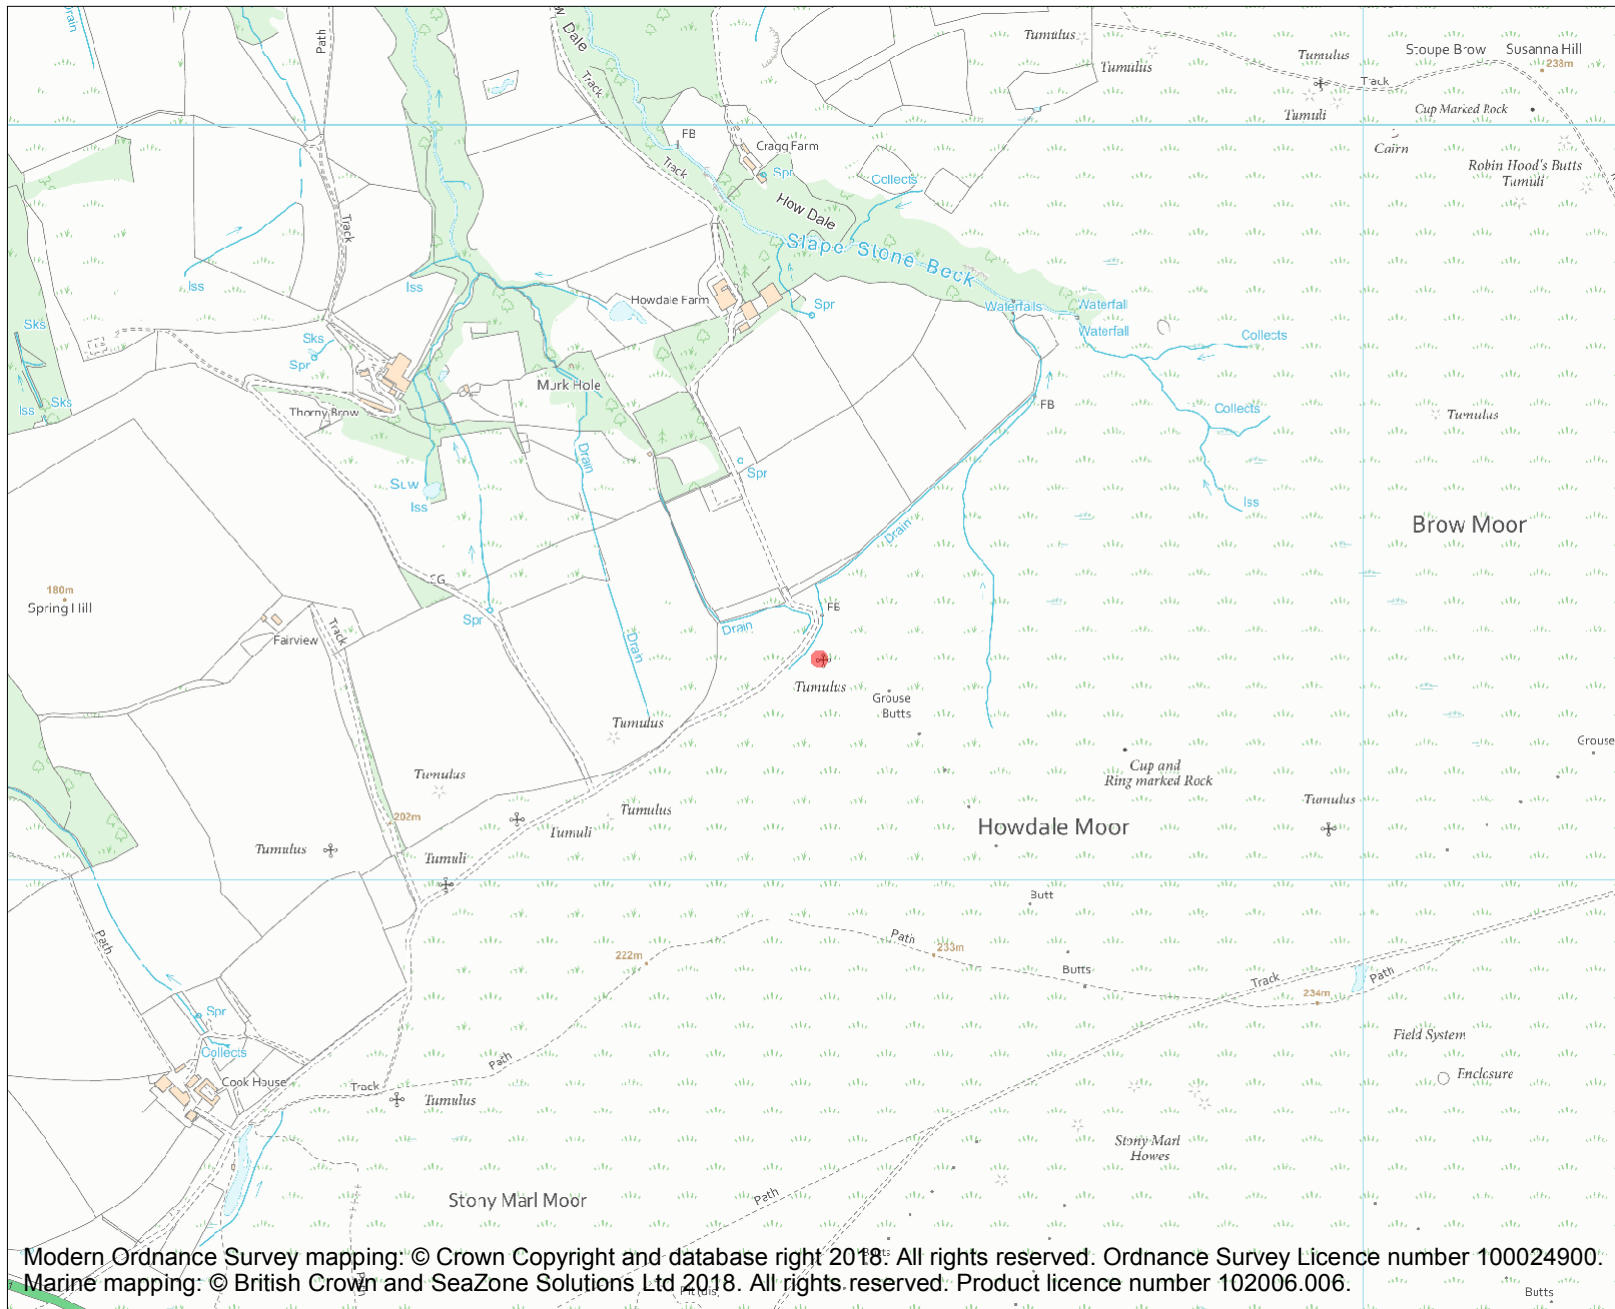 Drain
Path
Dale
Track
Tumulus
Tumulus
Tumulus
Stoupe Brow
Susanna Hill
238m
Track
Tumuli
Cup Marked Rock
Cairn
Robin Hood's Butts
Tumuli
FB
Cragg Farm
Spr
Track
Collects
How Dale
Slape Stone Beck
Track
Iss
Iss
Howdale Farm
Spr
Waterfalls
Waterfall
Waterfall
Collects
Sks
Sks
Spr
Iss
Sks
Thorny Brow
Murk Hole
FB
Collects
Tumulus
Drain
Spr
Iss
Iss
Drain
Brow Moor
180m
Spring Hill
CG
Spr
FB
Drain
Track
Fairview
Drain
Tumulus
Grouse
Butts
Tumulus
Grouse
Tumulus
Cup and
Ring marked Rock
Tumulus
202m
Tumulus
Tumuli
Howdale Moor
Tumulus
Tumuli
Butt
Path
Path
233m
222m
Butts
Track
Path
234m
Spr
Collects
Field System
Path
Enclosure
Cook House
Track
Tumulus
Stony Marl
Howes
Stony Marl Moor
Path
Butts
Modern Ordnance Survey mapping: © Crown Copyright and database right 2018. All rights reserved. Ordnance Survey Licence number 100024900.
Marine mapping: © British Crown and SeaZone Solutions Ltd 2018. All rights reserved. Product licence number 102006.006.
Butts